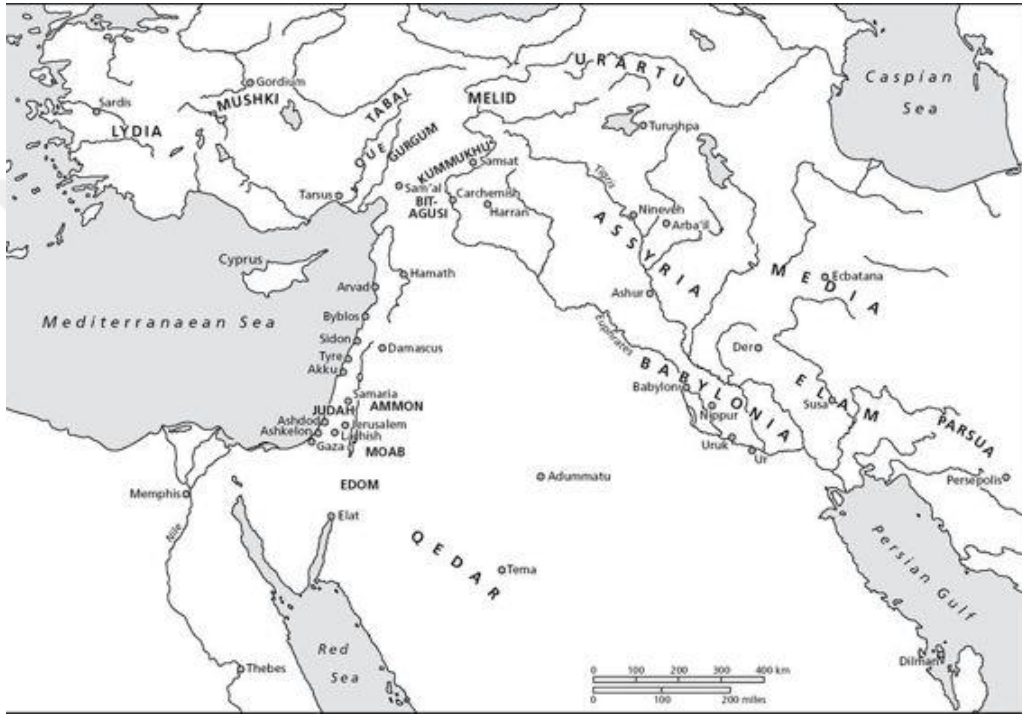 URARTU
Caspian
Sea
Gordium
MUSHKI
Sardis
LYDIA
TABAL
MELID
Turushpa
QUE
GURGUM
KUMMUKHU
Samsat
Tigris
Tarsus
Sam'al
BIT-
AGUSI
Carchemish
Harran
Nineveh
Arba'il
ASSYRIA
Cyprus
Hamath
MEDIA
Ecbatana
Arvad
Ashur
Byblos
Mediterranaean Sea
Euphrates
Sidon
Damascus
Der
Tyre
Akku
BABYLONIA
Babylon
ELAM
Samaria
JUDAH
AMMON
Nippur
Susa
PARSUA
Ashdod
Jerusalem
Ashkelon
Lachish
Gaza
MOAB
Uruk
Ur
EDOM
Adummatu
Persepolis
Memphis
Nile
Elat
QEDAR
Persian Gulf
Tema
Red
Sea
Thebes
Dilman
0 100 200 300 400 km
0 100 200 miles